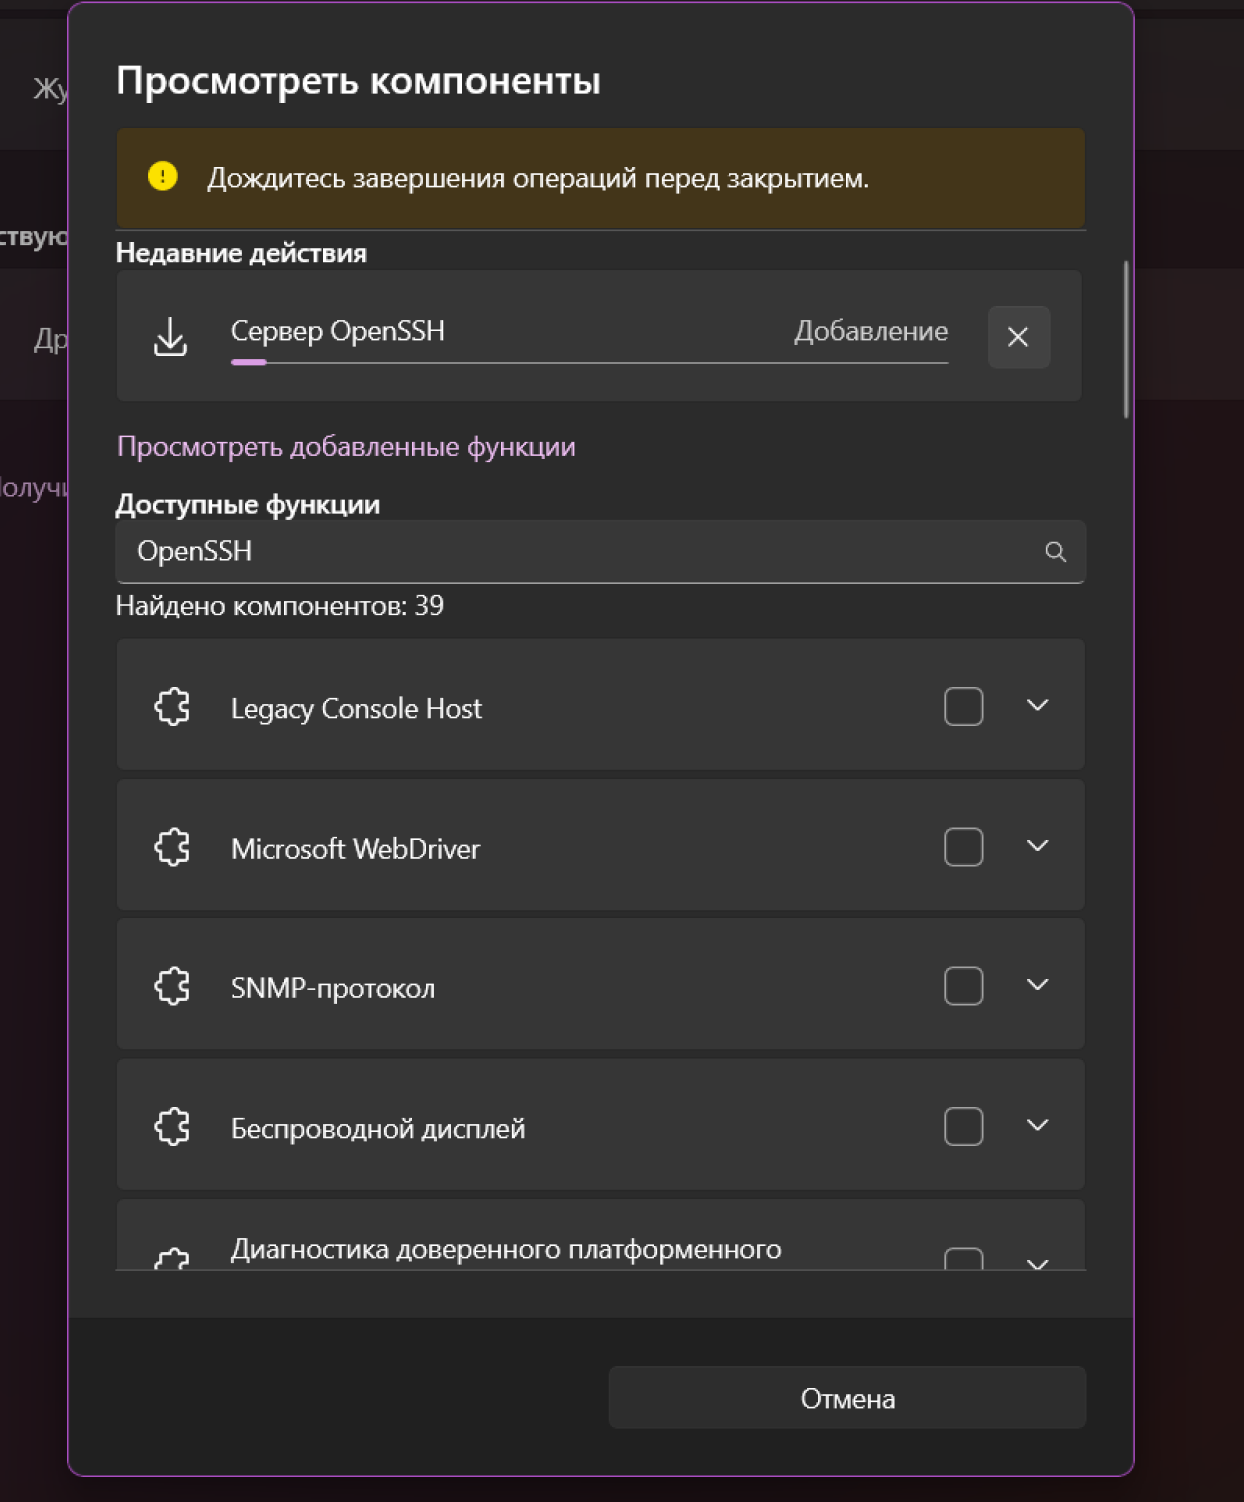 Просмотреть компоненты
Дождитесь завершения операций перед закрытием.
Недавние действия
Сервер OpenSSH
Добавление
Просмотреть добавленные функции
Доступные функции
OpenSSH
Найдено компонентов: 39
Legacy Console Host
Microsoft WebDriver
SNMP-протокол
Беспроводной дисплей
Диагностика доверенного платформенного
Отмена